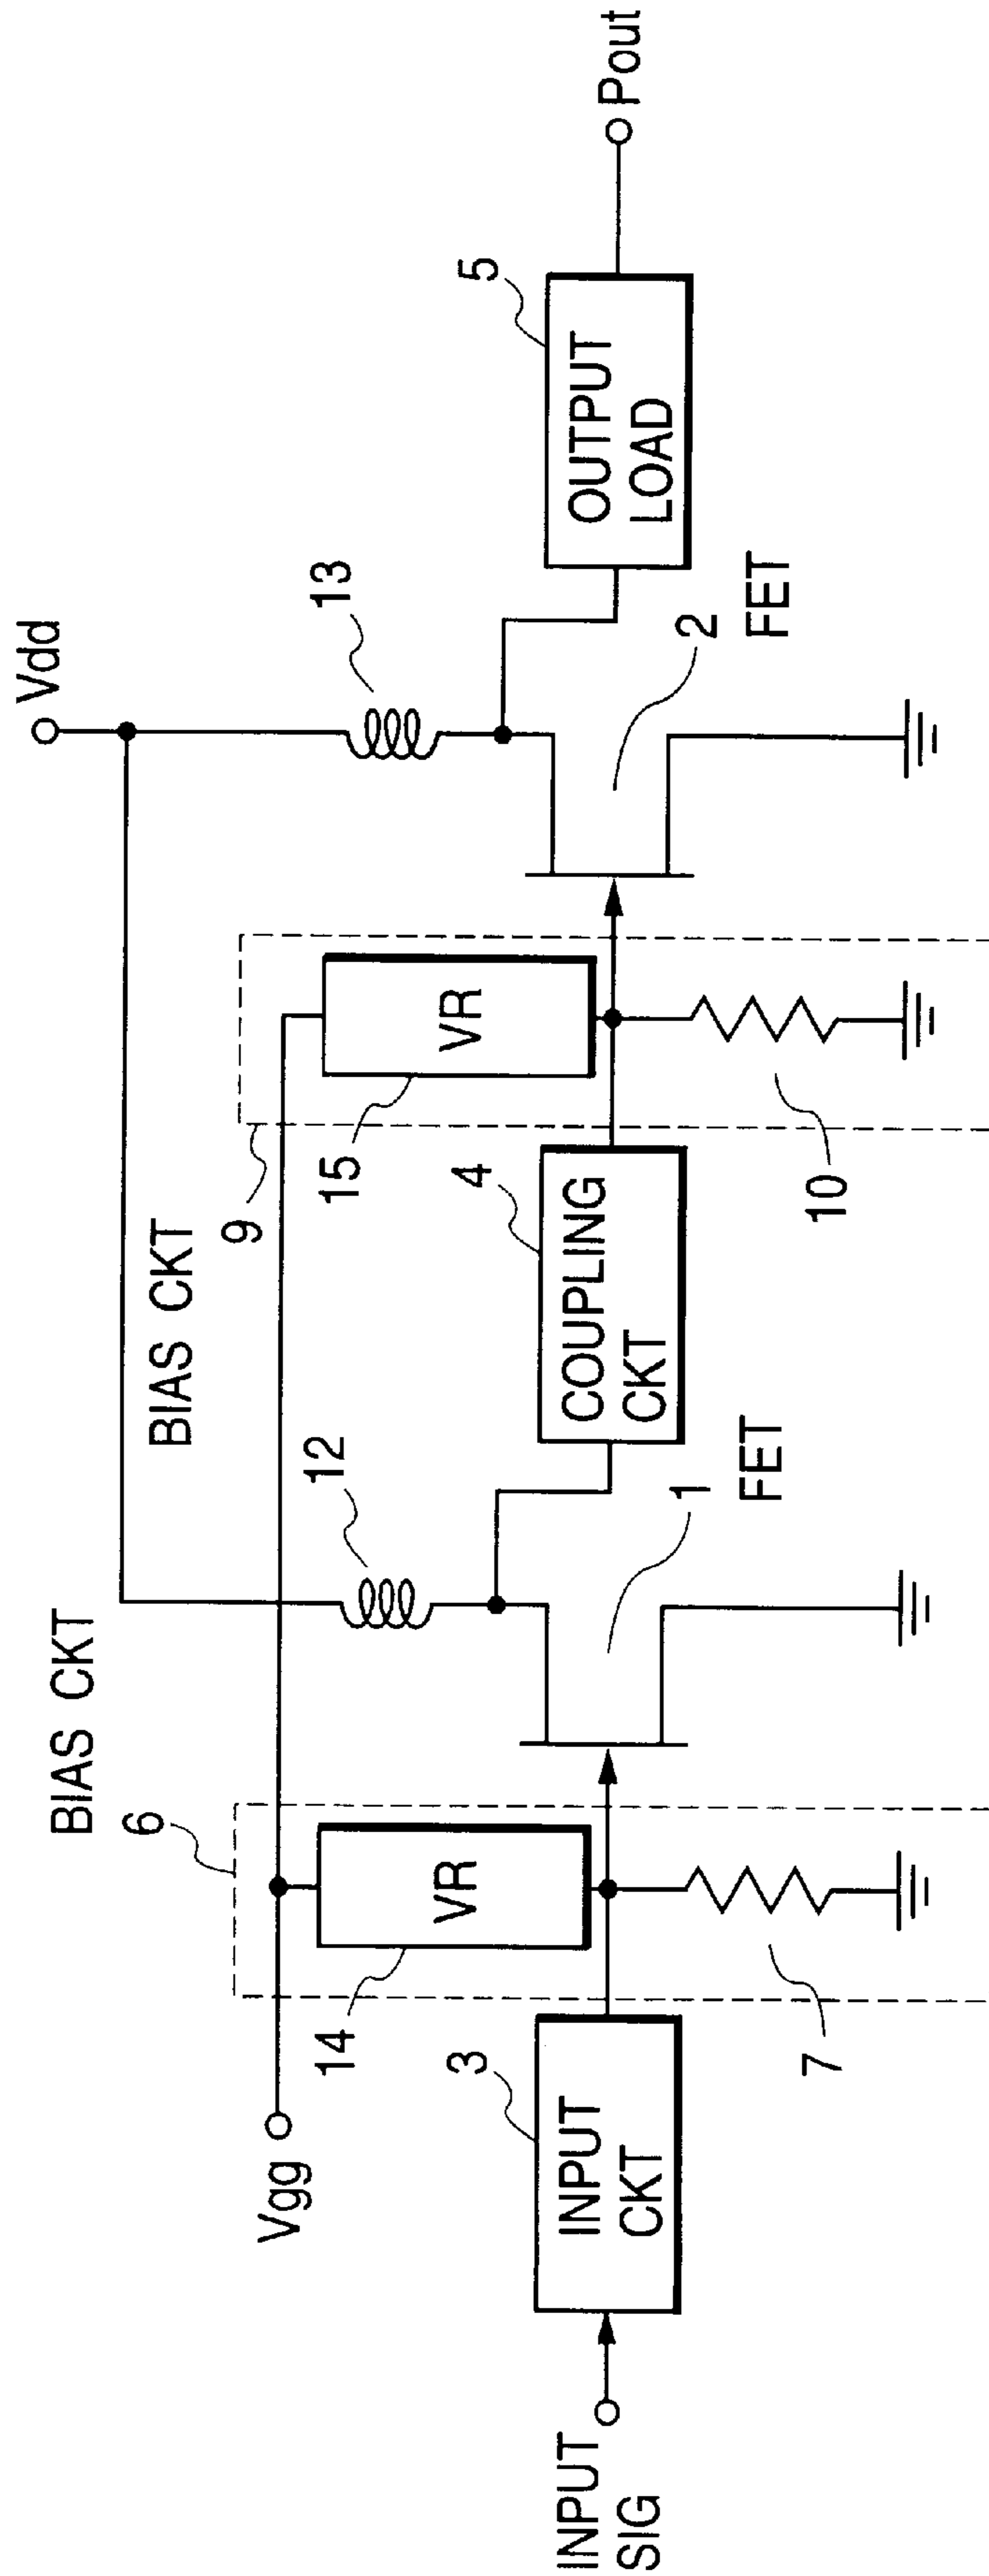 Vdd
BIAS CKT
BIAS CKT
6
12
9
13
Vgg
14
VR
15
VR
3
4
5
INPUT
SIG
INPUT
CKT
COUPLING
CKT
OUTPUT
LOAD
Pout
1
FET
2
FET
7
10